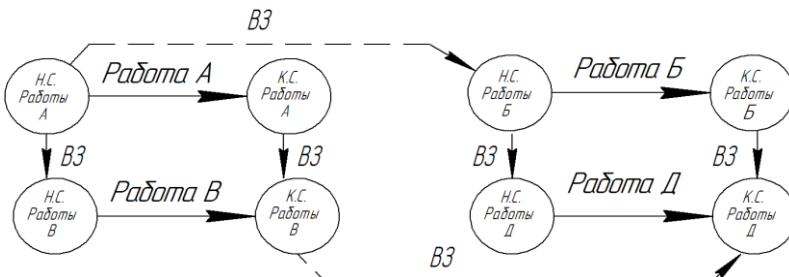 ВЗ
Н.С.
Работы
А
Работа А
К.С.
Работы
А
Н.С.
Работы
Б
Работа Б
К.С.
Работы
Б
ВЗ
ВЗ
ВЗ
ВЗ
Н.С.
Работы
В
Работа В
К.С.
Работы
В
Н.С.
Работы
Д
Работа Д
К.С.
Работы
Д
ВЗ